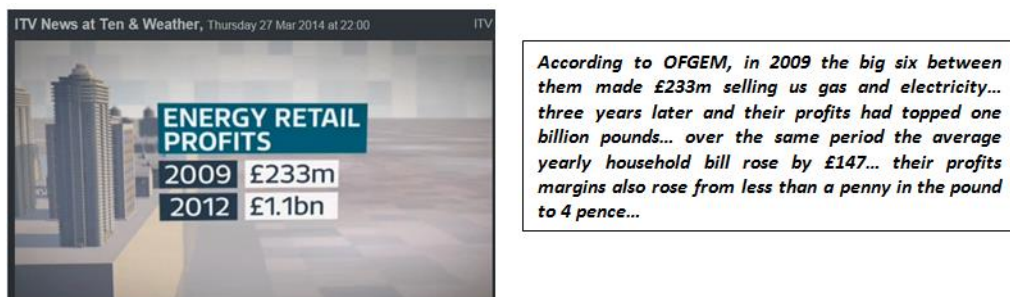 ITV News at Ten & Weather, Thursday 27 Mar 2014 at 22.00
ITV
ENERGY RETAIL
PROFITS
2009 £233m
2012 £1.1bn
According to OFGEM, in 2009 the big six between
them made £233m selling us gas and electricity...
three years later and their profits had topped one
billion pounds... over the same period the average
yearly household bill rose by £147... their profits
margins also rose from less than a penny in the pound
to 4 pence...